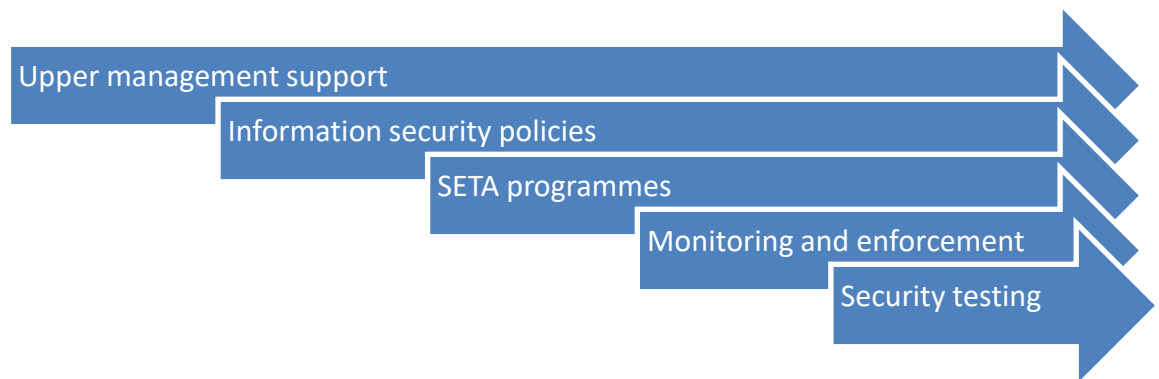 Upper management support
Information security policies
SETA programmes
Monitoring and enforcement
Security testing